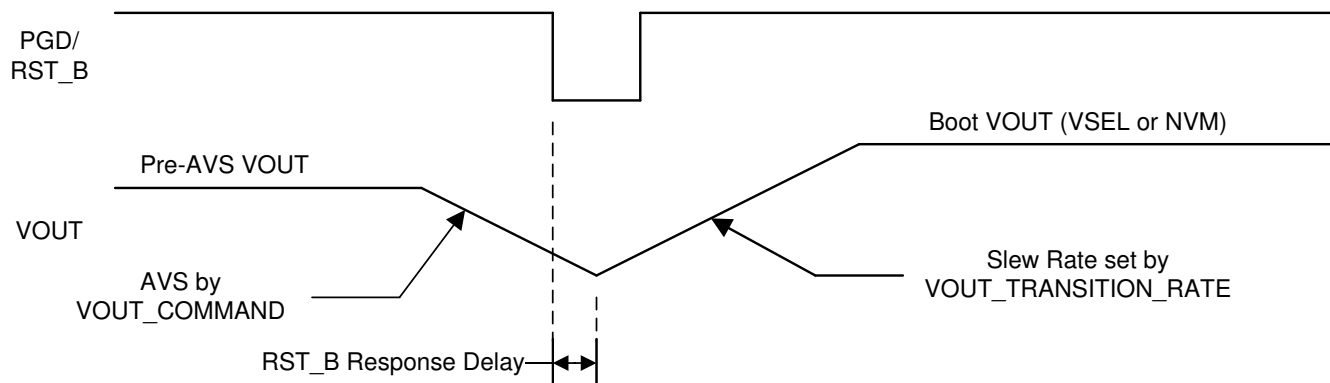 PGD/
RST_B
Boot VOUT (VSEL or NVM)
Pre-AVS VOUT
VOUT
AVS by
VOUT_COMMAND
Slew Rate set by
VOUT_TRANSITION_RATE
RST_B Response Delay